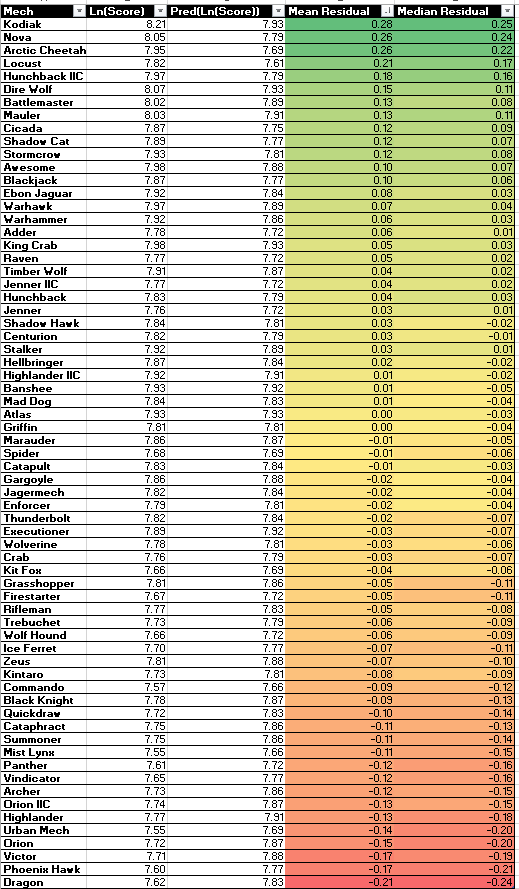 Mech Ln(Score) Pred(Ln(Score)) Mean Residual Median Residual
Kodiak 8.21 7.93 0.28 0.25
Nova 8.05 7.79 0.26 0.24
Arctic Cheetah 7.95 7.69 0.26 0.22
Locust 7.82 7.61 0.21 0.17
Hunchback IIC 7.97 7.79 0.18 0.16
Dire Wolf 8.07 7.93 0.15 0.11
Battlemaster 8.02 7.89 0.13 0.08
Mauler 8.03 7.91 0.13 0.11
Cicada 7.87 7.75 0.12 0.09
Shadow Cat 7.89 7.77 0.12 0.07
Stormcrow 7.93 7.81 0.12 0.08
Awesome 7.98 7.88 0.10 0.07
Blackjack 7.87 7.77 0.10 0.06
Ebon Jaguar 7.92 7.84 0.08 0.03
Warhawk 7.97 7.89 0.07 0.04
Warhammer 7.92 7.86 0.06 0.03
Adder 7.78 7.72 0.06 0.01
King Crab 7.98 7.93 0.05 0.03
Raven 7.77 7.72 0.05 0.02
Timber Wolf 7.91 7.87 0.04 0.02
Jenner IIC 7.77 7.72 0.04 0.02
Hunchback 7.83 7.79 0.04 0.03
Jenner 7.76 7.72 0.03 0.01
Shadow Hawk 7.84 7.81 0.03 -0.02
Centurion 7.82 7.79 0.03 -0.01
Stalker 7.92 7.89 0.03 0.01
Hellbringer 7.87 7.84 0.02 -0.02
Highlander IIC 7.92 7.91 0.01 -0.02
Banshee 7.93 7.92 0.01 -0.05
Mad Dog 7.84 7.83 0.01 -0.04
Atlas 7.93 7.93 0.00 -0.03
Griffin 7.81 7.81 0.00 -0.04
Marauder 7.86 7.87 -0.01 -0.05
Spider 7.68 7.69 -0.01 -0.06
Catapult 7.83 7.84 -0.01 -0.03
Gargoyle 7.86 7.88 -0.02 -0.04
Jagermech 7.82 7.84 -0.02 -0.04
Enforcer 7.79 7.81 -0.02 -0.04
Thunderbolt 7.82 7.84 -0.02 -0.07
Executioner 7.89 7.92 -0.03 -0.07
Wolverine 7.78 7.81 -0.03 -0.06
Crab 7.76 7.79 -0.03 -0.07
Kit Fox 7.66 7.69 -0.04 -0.06
Grasshopper 7.81 7.86 -0.05 -0.11
Firestarter 7.67 7.72 -0.05 -0.11
Rifleman 7.77 7.83 -0.05 -0.08
Trebuchet 7.73 7.79 -0.06 -0.09
Wolf Hound 7.66 7.72 -0.06 -0.09
Ice Ferret 7.70 7.77 -0.07 -0.11
Zeus 7.81 7.88 -0.07 -0.10
Kintaro 7.73 7.81 -0.08 -0.09
Commando 7.57 7.66 -0.09 -0.12
Black Knight 7.78 7.87 -0.09 -0.13
Quickdraw 7.72 7.83 -0.10 -0.14
Cataphract 7.75 7.86 -0.11 -0.13
Summoner 7.75 7.86 -0.11 -0.14
Mist Lynx 7.55 7.66 -0.11 -0.15
Panther 7.61 7.72 -0.12 -0.16
Vindicator 7.65 7.77 -0.12 -0.16
Archer 7.73 7.86 -0.12 -0.15
Orion IIC 7.74 7.87 -0.13 -0.15
Highlander 7.77 7.91 -0.13 -0.18
Urban Mech 7.55 7.69 -0.14 -0.20
Orion 7.72 7.87 -0.15 -0.20
Victor 7.71 7.88 -0.17 -0.19
Phoenix Hawk 7.60 7.77 -0.17 -0.21
Dragon 7.62 7.83 -0.21 -0.24